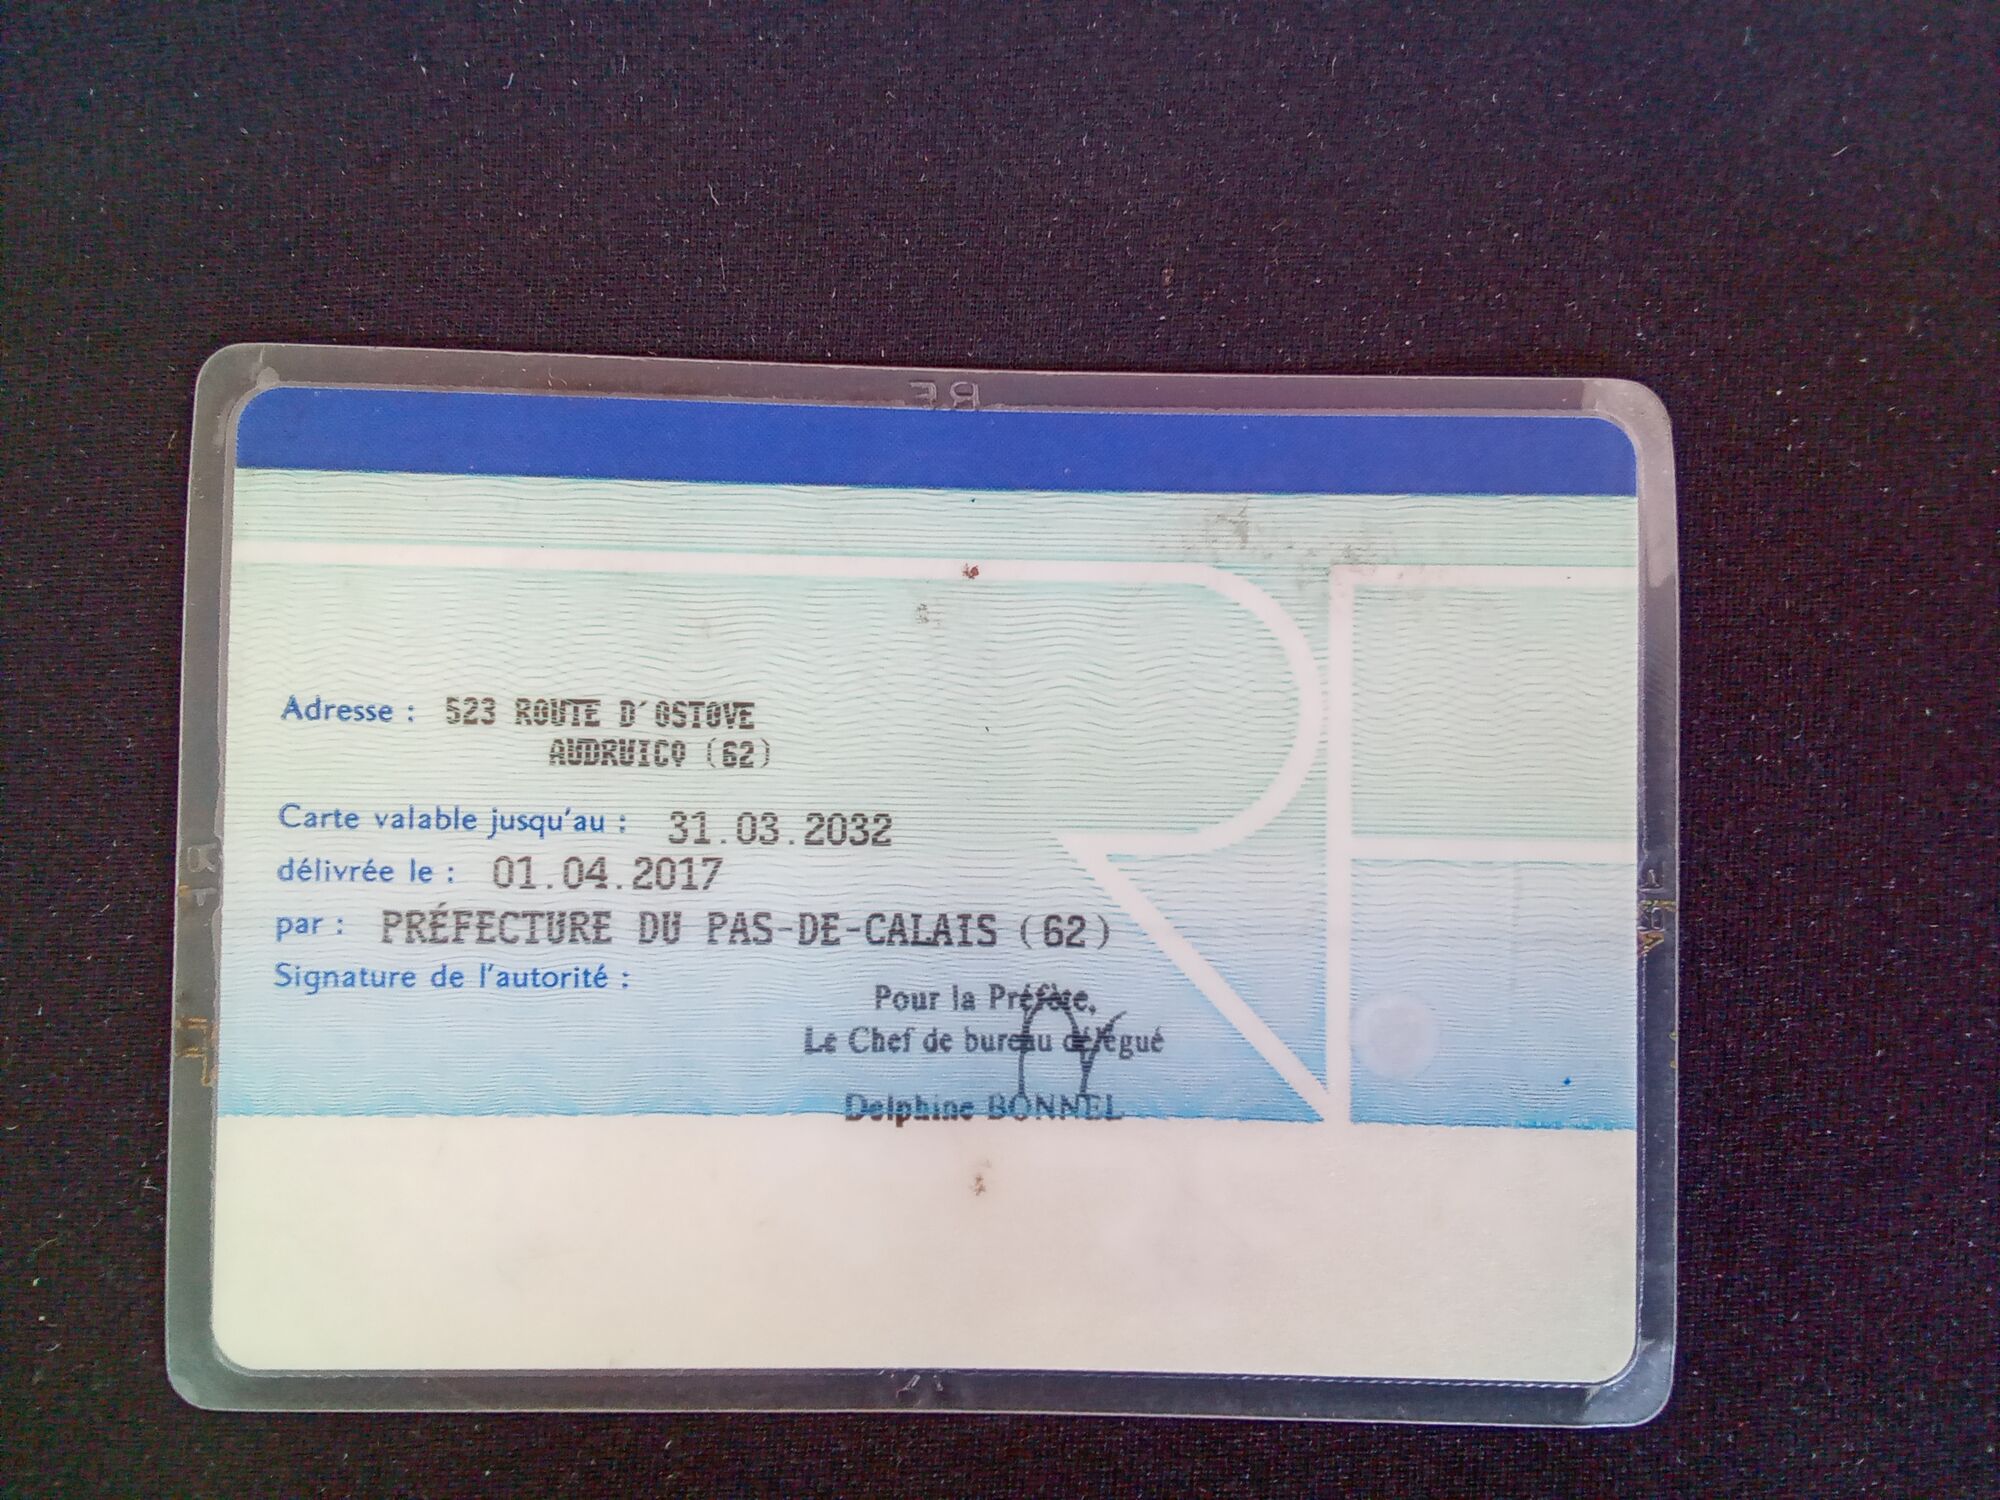 Adresse : 523 ROUTE D'OSTOVE
AUDRUICQ (62)
Carte valable jusqu'au : 31.03.2032
délivrée le : 01.04.2017
par : PRÉFECTURE DU PAS-DE-CALAIS (62)
Signature de l'autorité :
Pour la Préfète,
Le Chef de bureau délégué
Delphine BONNEL
RF